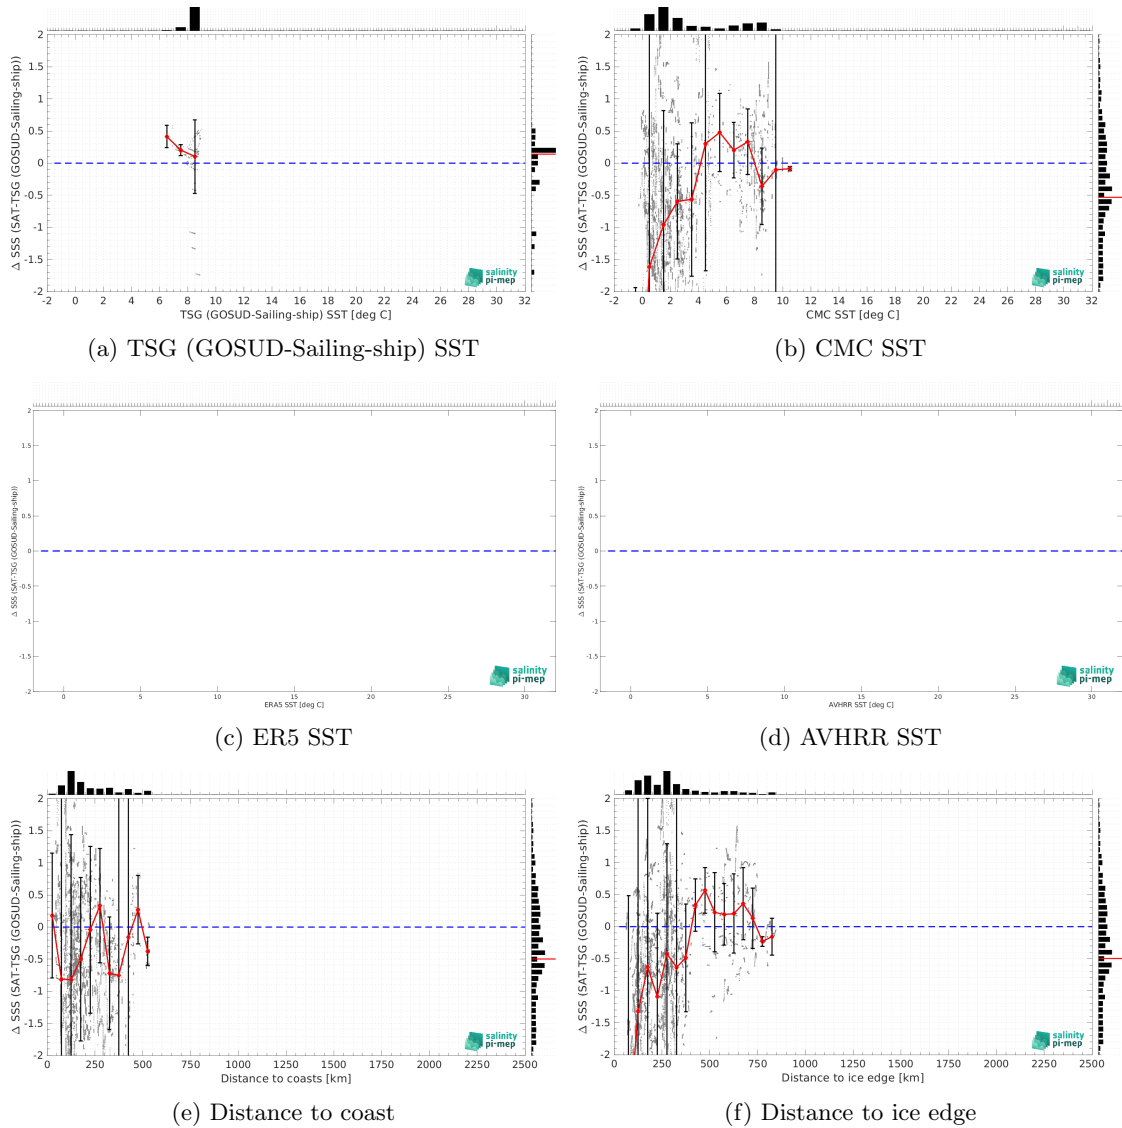 2
1.5
1
0.5
0
-0.5
-1
-1.5
-2
Δ SSS (SAT-TSG (GOSUD-Sailing-ship))
salinity
pi-mep
-2 0 2 4 6 8 10 12 14 16 18 20 22 24 26 28 30 32
TSG (GOSUD-Sailing-ship) SST [deg C]
(a) TSG (GOSUD-Sailing-ship) SST
2
1.5
1
0.5
0
-0.5
-1
-1.5
-2
Δ SSS (SAT-TSG (GOSUD-Sailing-ship))
salinity
pi-mep
-2 0 2 4 6 8 10 12 14 16 18 20 22 24 26 28 30 32
CMC SST [deg C]
(b) CMC SST
2
1.5
1
0.5
0
-0.5
-1
-1.5
-2
Δ SSS (SAT-TSG (GOSUD-Sailing-ship))
salinity
pi-mep
0 5 10 15 20 25 30
ERA5 SST [deg C]
(c) ER5 SST
2
1.5
1
0.5
0
-0.5
-1
-1.5
-2
Δ SSS (SAT-TSG (GOSUD-Sailing-ship))
salinity
pi-mep
0 5 10 15 20 25 30
AVHRR SST [deg C]
(d) AVHRR SST
2
1.5
1
0.5
0
-0.5
-1
-1.5
-2
Δ SSS (SAT-TSG (GOSUD-Sailing-ship))
salinity
pi-mep
0 250 500 750 1000 1250 1500 1750 2000 2250 2500
Distance to coasts [km]
(e) Distance to coast
2
1.5
1
0.5
0
-0.5
-1
-1.5
-2
Δ SSS (SAT-TSG (GOSUD-Sailing-ship))
salinity
pi-mep
0 250 500 750 1000 1250 1500 1750 2000 2250 2500
Distance to ice edge [km]
(f) Distance to ice edge